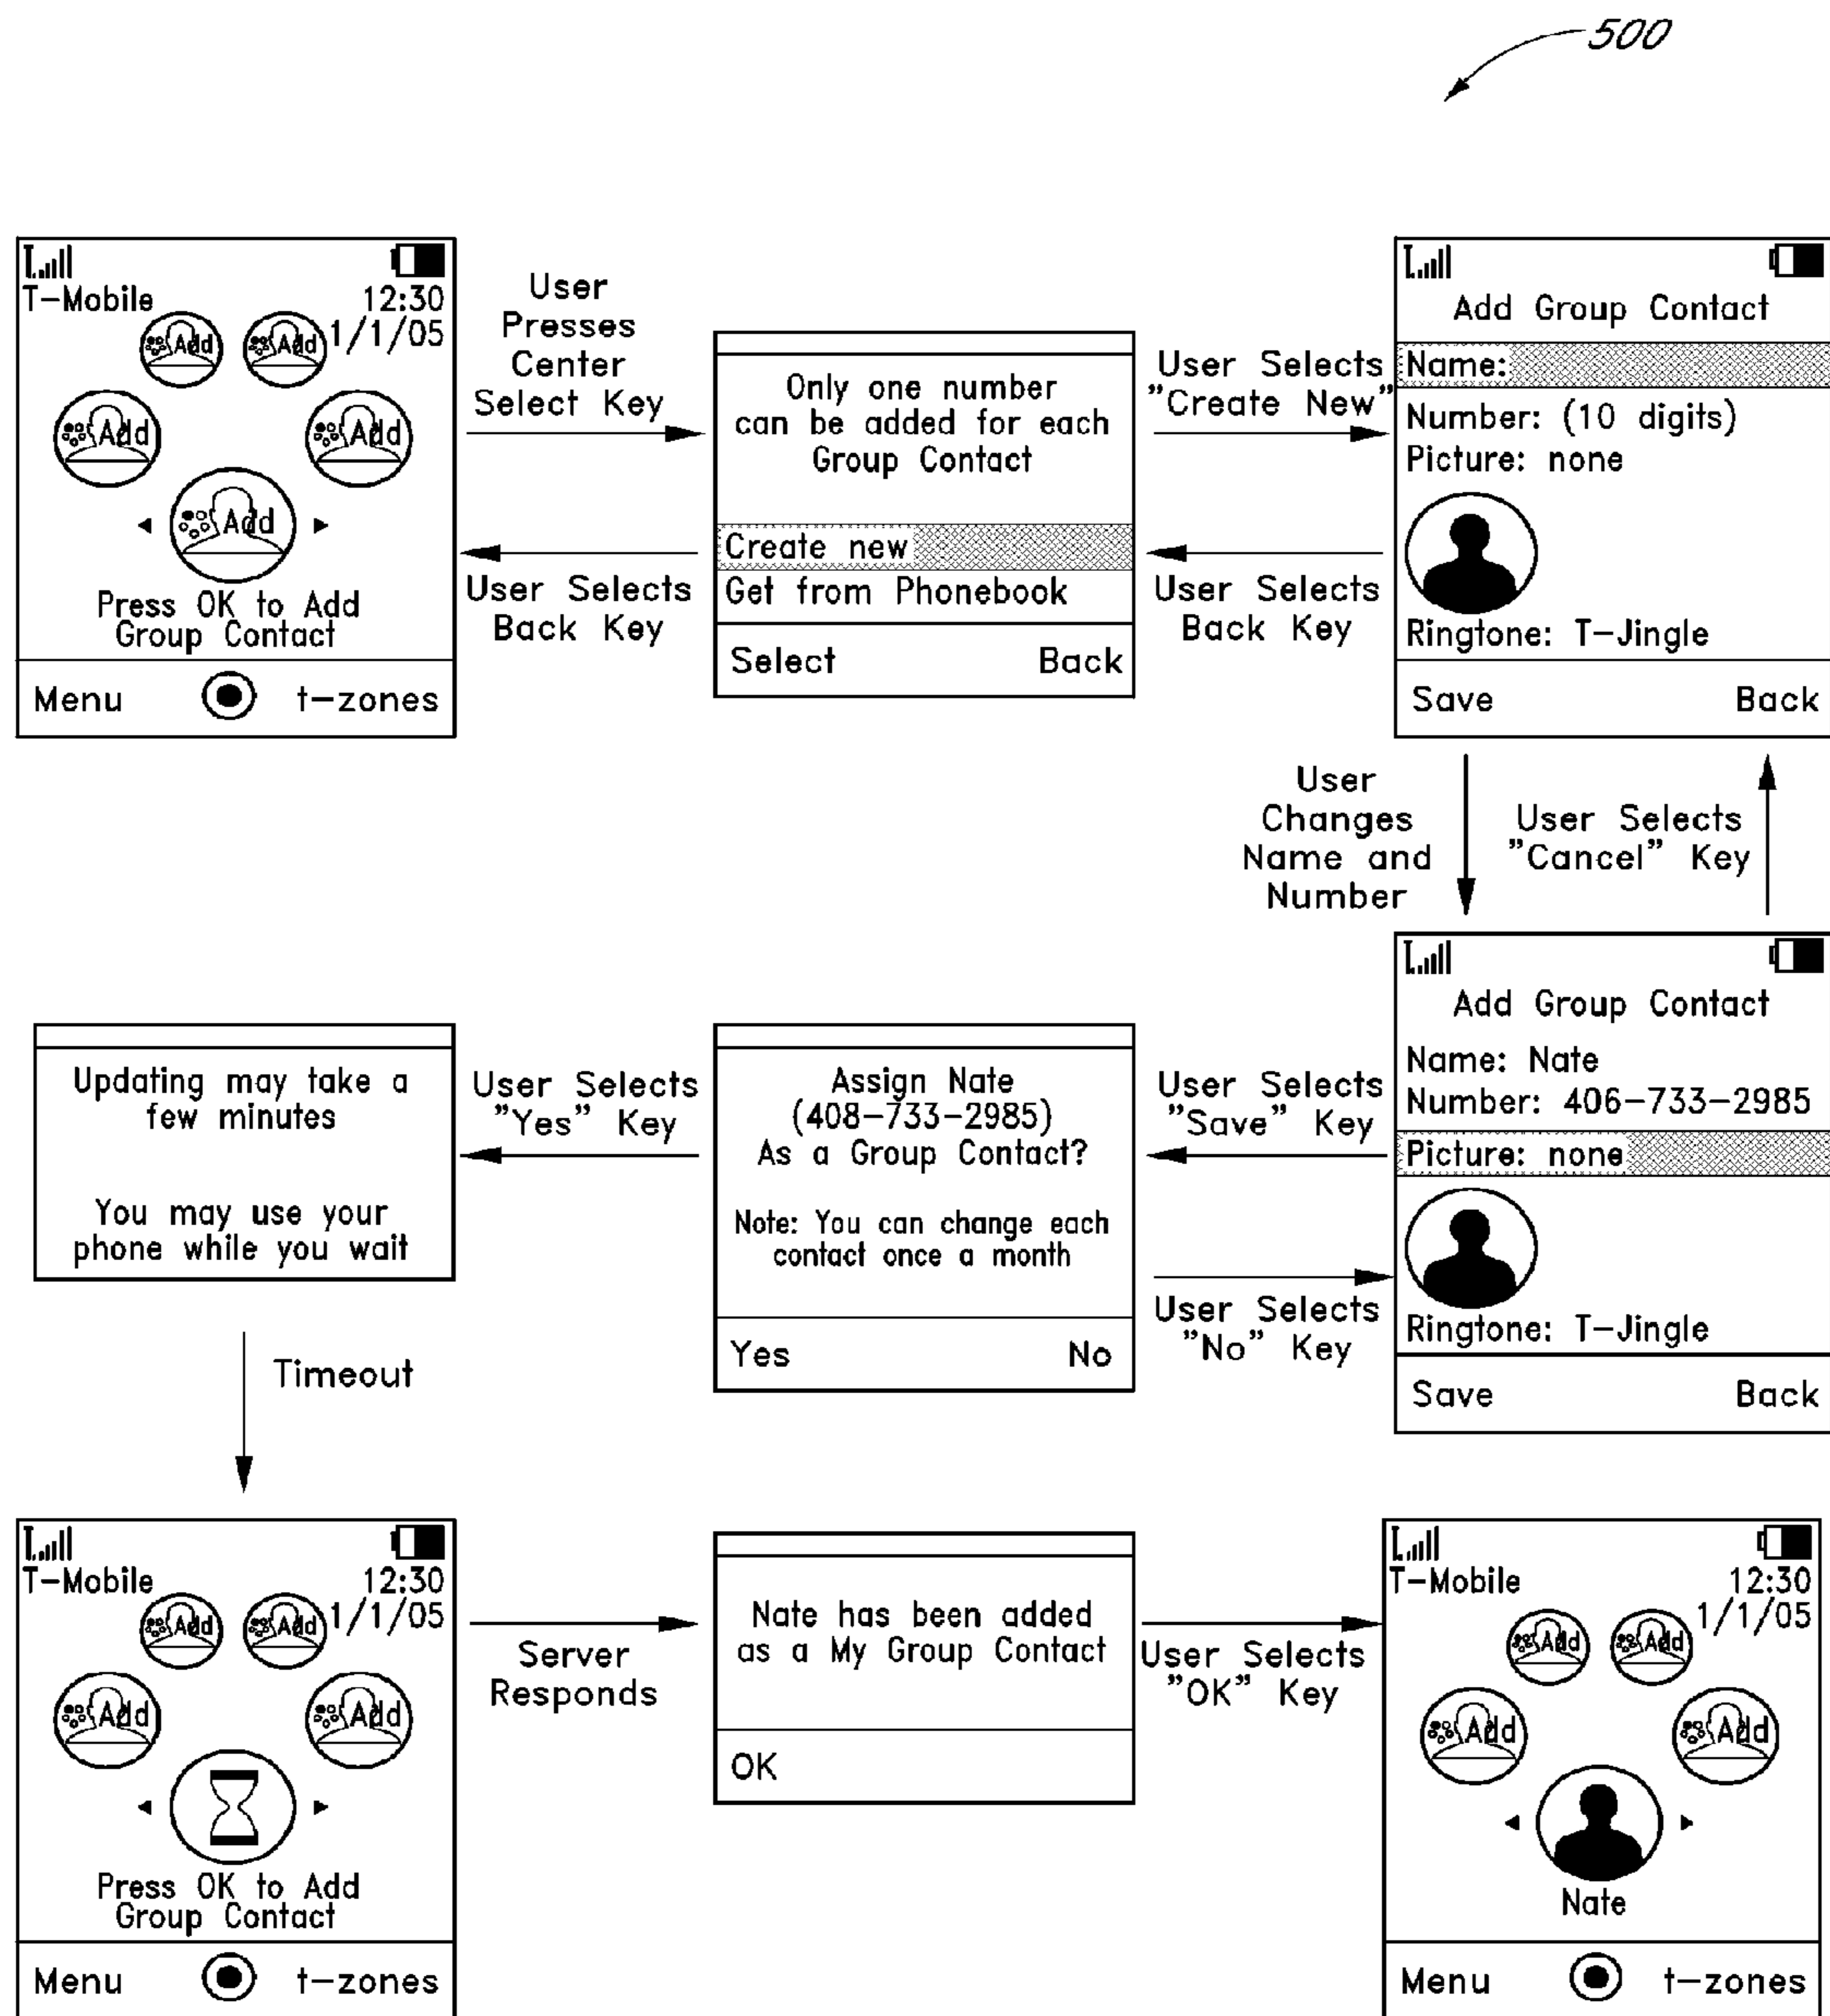 500
T-Mobile 12:30
1/1/05
Add Add
Add Add
Add
Press OK to Add
Group Contact
Menu t-zones
User
Presses
Center
Select Key
User Selects
Back Key
Only one number
can be added for each
Group Contact
Create new
Get from Phonebook
Select Back
User Selects
"Create New"
User Selects
Back Key
Add Group Contact
Name:
Number: (10 digits)
Picture: none
Ringtone: T-Jingle
Save Back
User
Changes
Name and
Number
User Selects
"Cancel" Key
Add Group Contact
Name: Nate
Number: 406-733-2985
Picture: none
Ringtone: T-Jingle
Save Back
User Selects
"Save" Key
User Selects
"No" Key
Assign Nate
(408-733-2985)
As a Group Contact?
Note: You can change each
contact once a month
Yes No
User Selects
"Yes" Key
Updating may take a
few minutes
You may use your
phone while you wait
Timeout
T-Mobile 12:30
1/1/05
Add Add
Add Add
Press OK to Add
Group Contact
Menu t-zones
Server
Responds
Nate has been added
as a My Group Contact
OK
User Selects
"OK" Key
T-Mobile 12:30
1/1/05
Add Add
Add Add
Nate
Menu t-zones